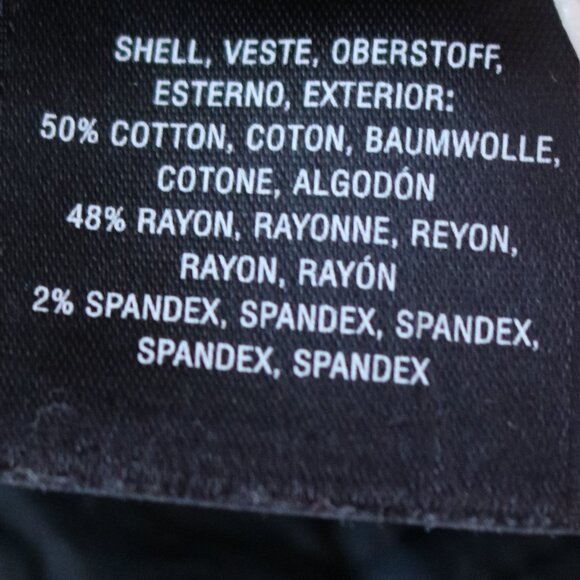 SHELL, VESTE, OBERSTOFF,
ESTERNO, EXTERIOR:
50% COTTON, COTON, BAUMWOLLE,
COTONE, ALGODÓN
48% RAYON, RAYONNE, REYON,
RAYON, RAYÓN
2% SPANDEX, SPANDEX, SPANDEX,
SPANDEX, SPANDEX